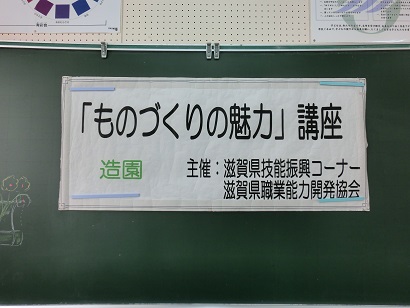 「ものづくりの魅力」講座
造園
主催：滋賀県技能振興コーナー
滋賀県職業能力開発協会